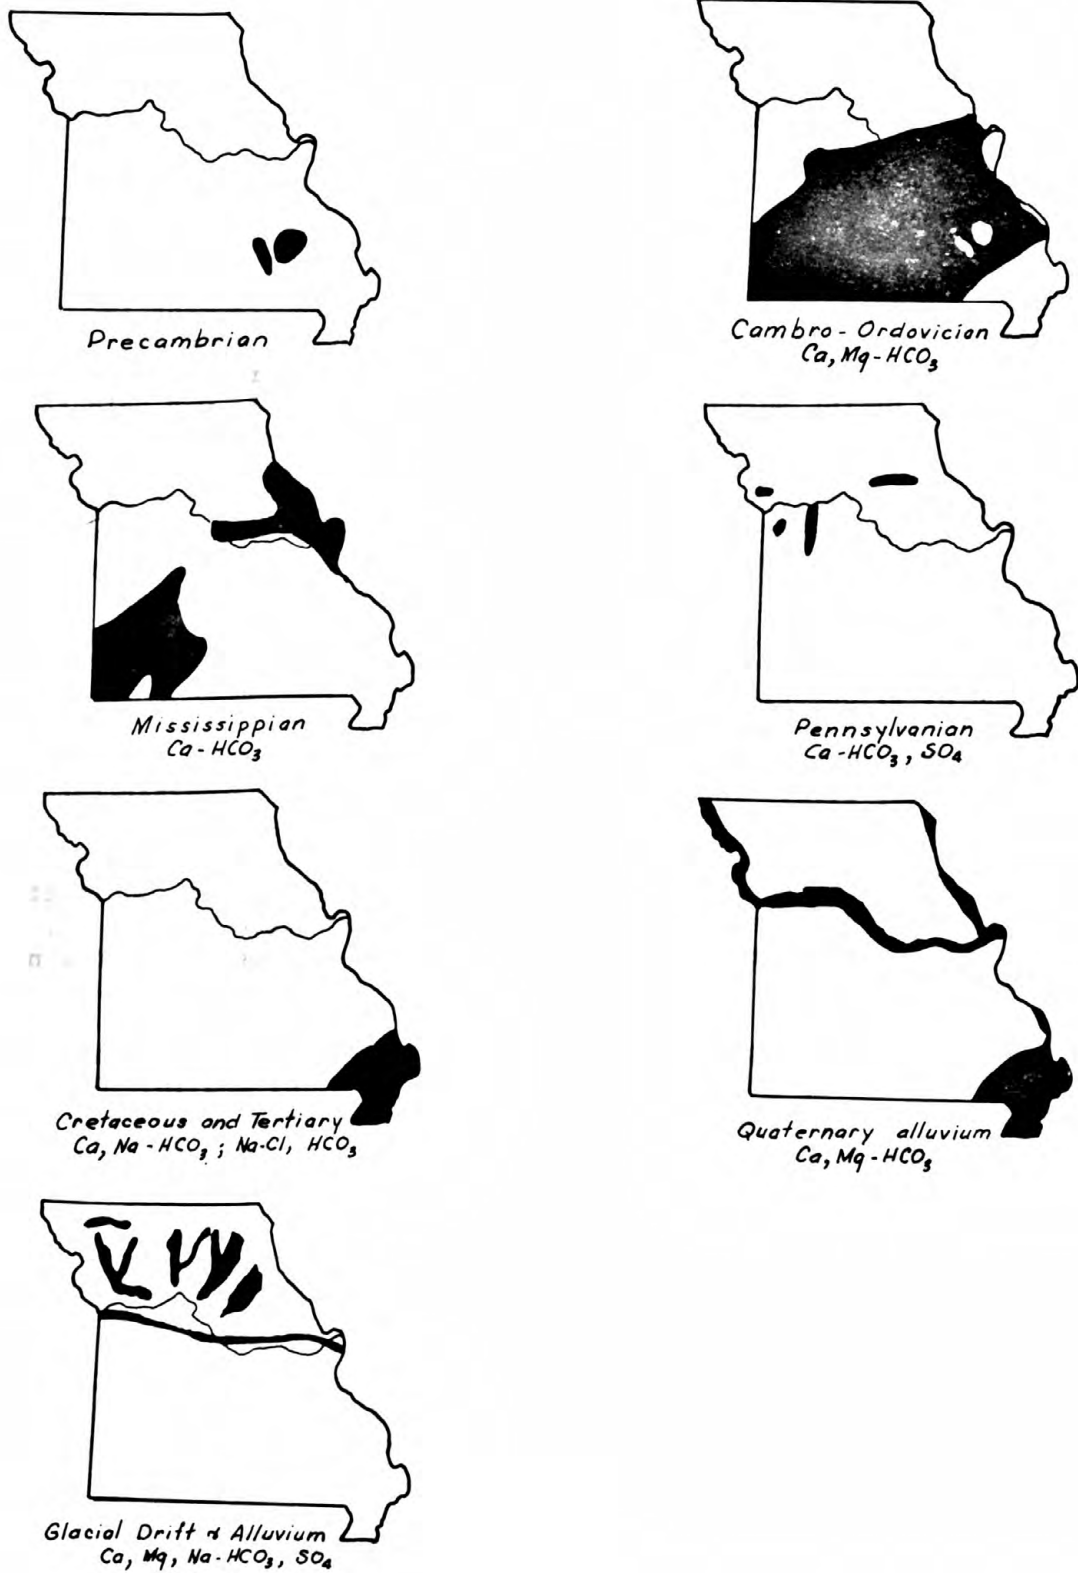 Precambrian
Cambro-Ordovician
Ca, Mg-HCO₃
Mississippian
Ca-HCO₃
Pennsylvanian
Ca-HCO₃, SO₄
Cretaceous and Tertiary
Ca, Na-HCO₃; Na-Cl, HCO₃
Quaternary alluvium
Ca, Mg-HCO₃
Glacial Drift & Alluvium
Ca, Mg, Na-HCO₃, SO₄